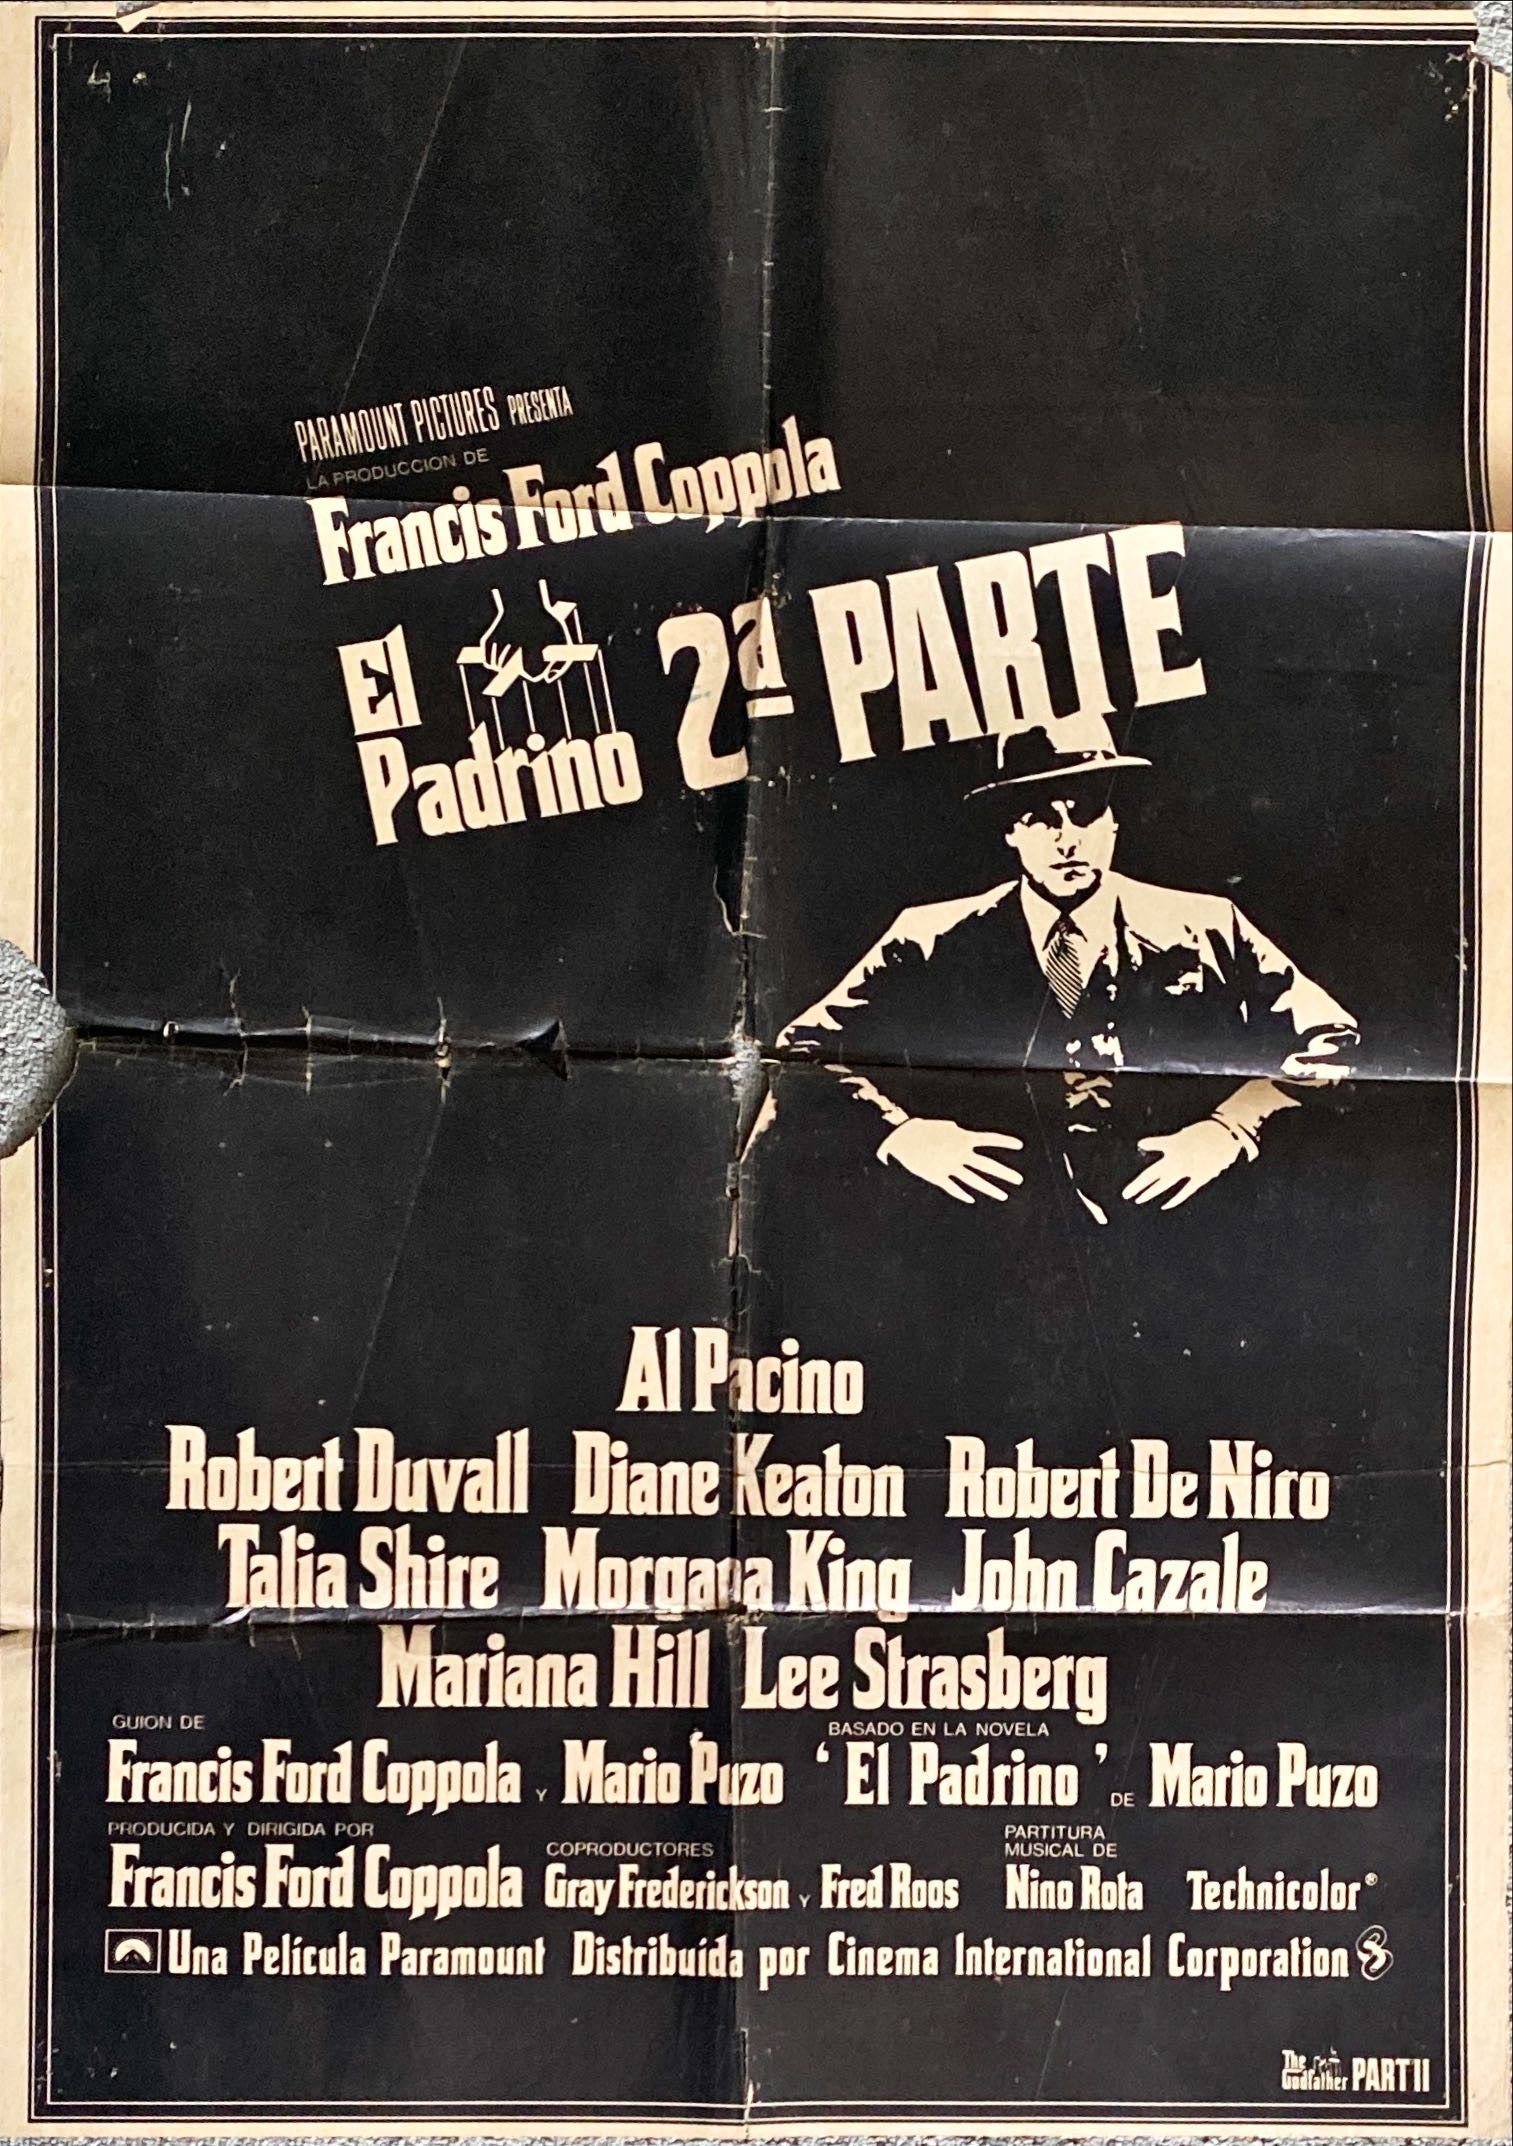 PARAMOUNT PICTURES PRESENTA
LA PRODUCCION DE
Francis Ford Coppola
El Padrino 2ª PARTE
Al Pacino
Robert Duvall Diane Keaton Robert De Niro
Talia Shire Morgana King John Cazale
Mariana Hill Lee Strasberg
GUION DE
Francis Ford Coppola Y Mario Puzo
BASADO EN LA NOVELA
‘El Padrino’ DE Mario Puzo
PRODUCIDA Y DIRIGIDA POR
Francis Ford Coppola
COPRODUCTORES
Gray Frederickson Y Fred Roos
PARTITURA
MUSICAL DE
Nino Rota
Technicolor®
Una Película Paramount Distribuída por Cinema International Corporation
The Godfather PART II